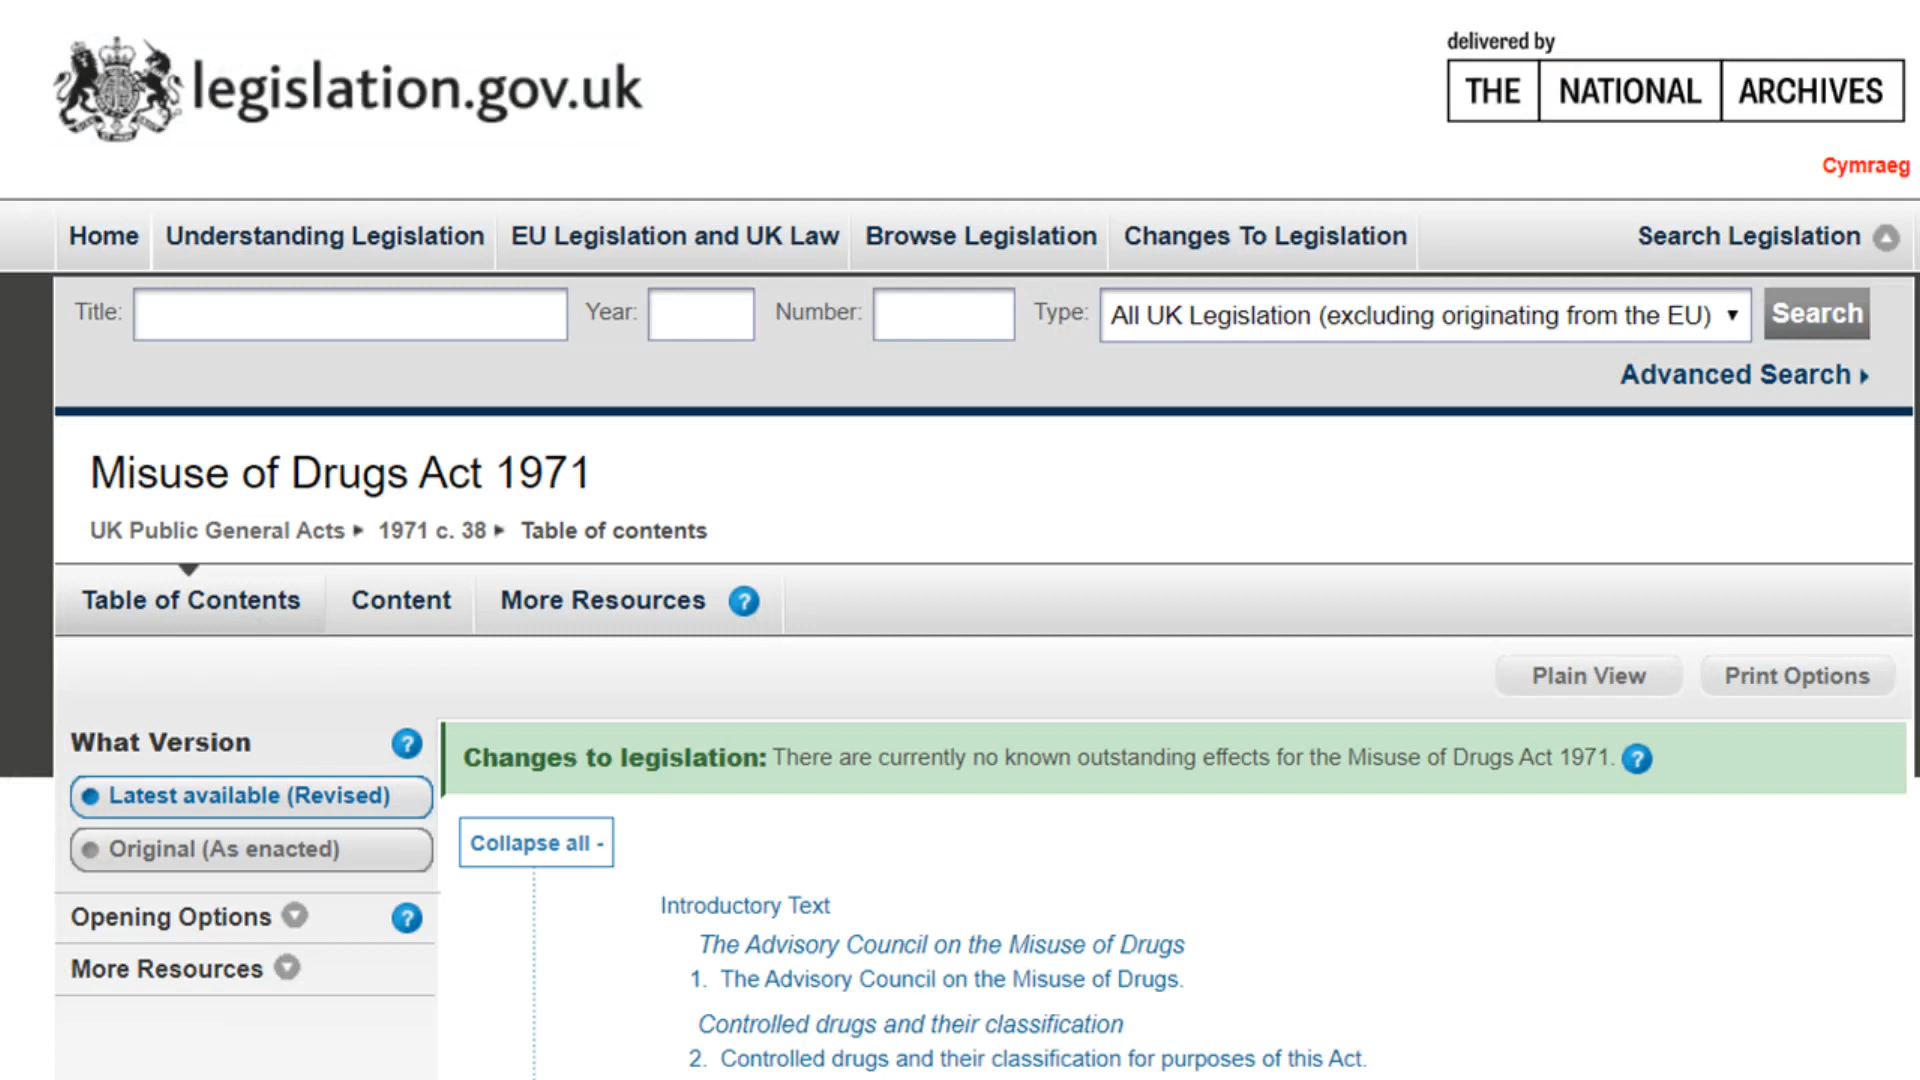 legislation.gov.uk
delivered by
THE NATIONAL ARCHIVES
Cymraeg
Home Understanding Legislation EU Legislation and UK Law Browse Legislation Changes To Legislation Search Legislation
Title: Year: Number: Type: All UK Legislation (excluding originating from the EU) Search
Advanced Search
Misuse of Drugs Act 1971
UK Public General Acts 1971 c. 38 Table of contents
Table of Contents Content More Resources ?
Plain View Print Options
What Version ?
Latest available (Revised)
Original (As enacted)
Opening Options ?
More Resources
Changes to legislation: There are currently no known outstanding effects for the Misuse of Drugs Act 1971. ?
Collapse all -
Introductory Text
The Advisory Council on the Misuse of Drugs
1. The Advisory Council on the Misuse of Drugs.
Controlled drugs and their classification
2. Controlled drugs and their classification for purposes of this Act.